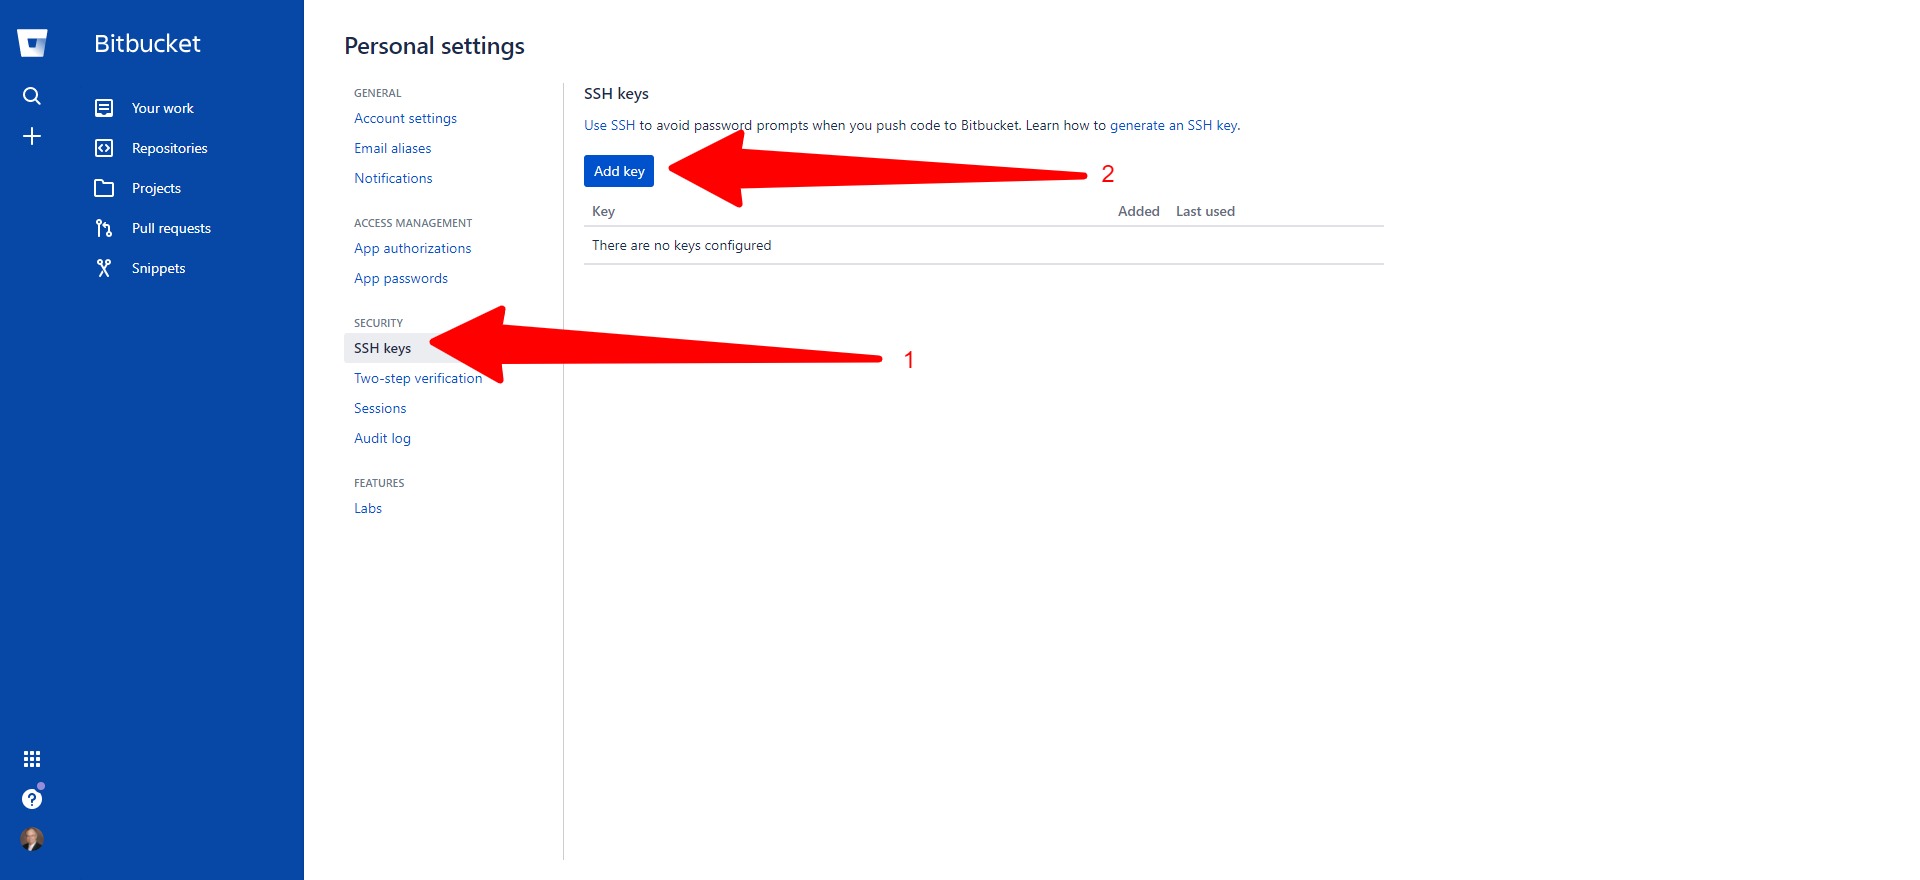 Bitbucket
Your work
Repositories
Projects
Pull requests
Snippets
Personal settings
GENERAL
Account settings
Email aliases
Notifications
ACCESS MANAGEMENT
App authorizations
App passwords
SECURITY
SSH keys
Two-step verification
Sessions
Audit log
FEATURES
Labs
SSH keys
Use SSH to avoid password prompts when you push code to Bitbucket. Learn how to generate an SSH key.
Add key
2
Key Added Last used
There are no keys configured
1